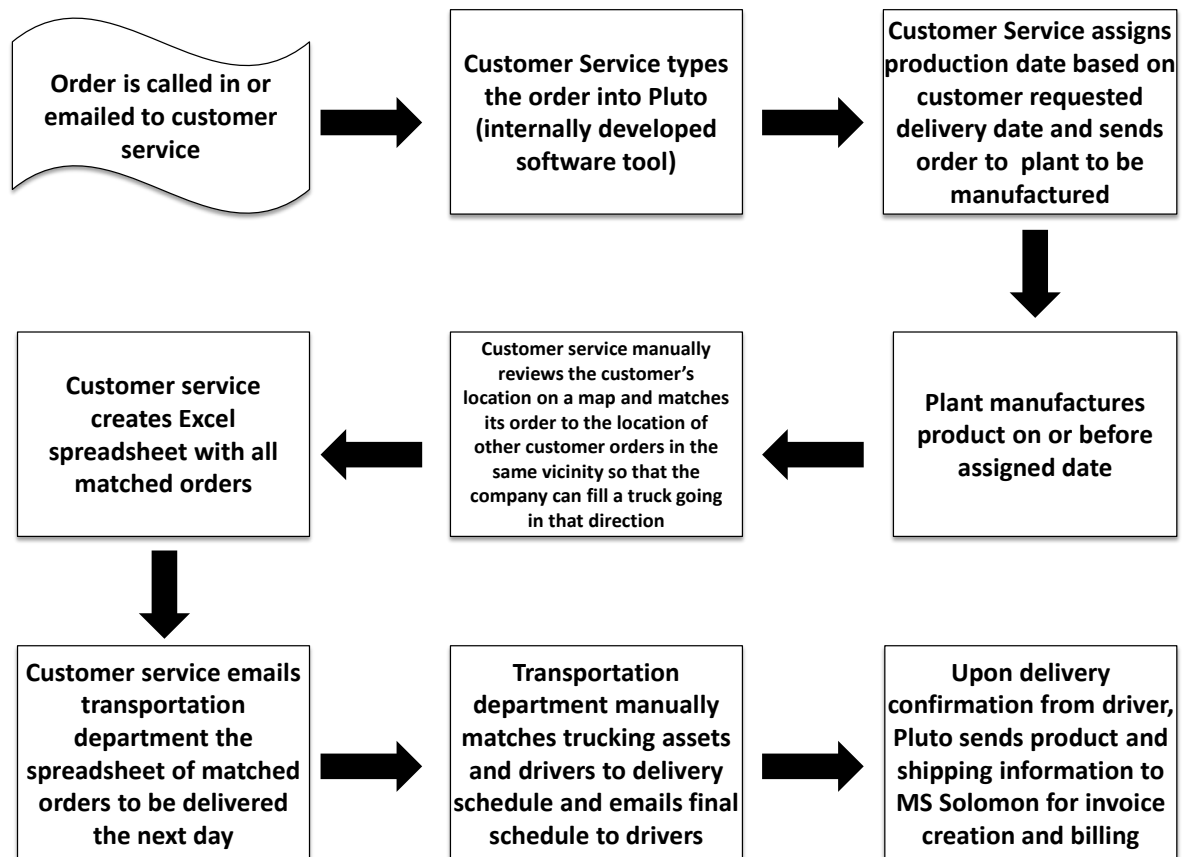 Order is called in or
emailed to customer
service
Customer Service types
the order into Pluto
(internally developed
software tool)
Customer Service assigns
production date based on
customer requested
delivery date and sends
order to  plant to be
manufactured
Plant manufactures
product on or before
assigned date
Customer service manually
reviews the customer’s
location on a map and matches
its order to the location of
other customer orders in the
same vicinity so that the
company can fill a truck going
in that direction
Customer service
creates Excel
spreadsheet with all
matched orders
Customer service emails
transportation
department the
spreadsheet of matched
orders to be delivered
the next day
Transportation
department manually
matches trucking assets
and drivers to delivery
schedule and emails final
schedule to drivers
Upon delivery
confirmation from driver,
Pluto sends product and
shipping information to
MS Solomon for invoice
creation and billing